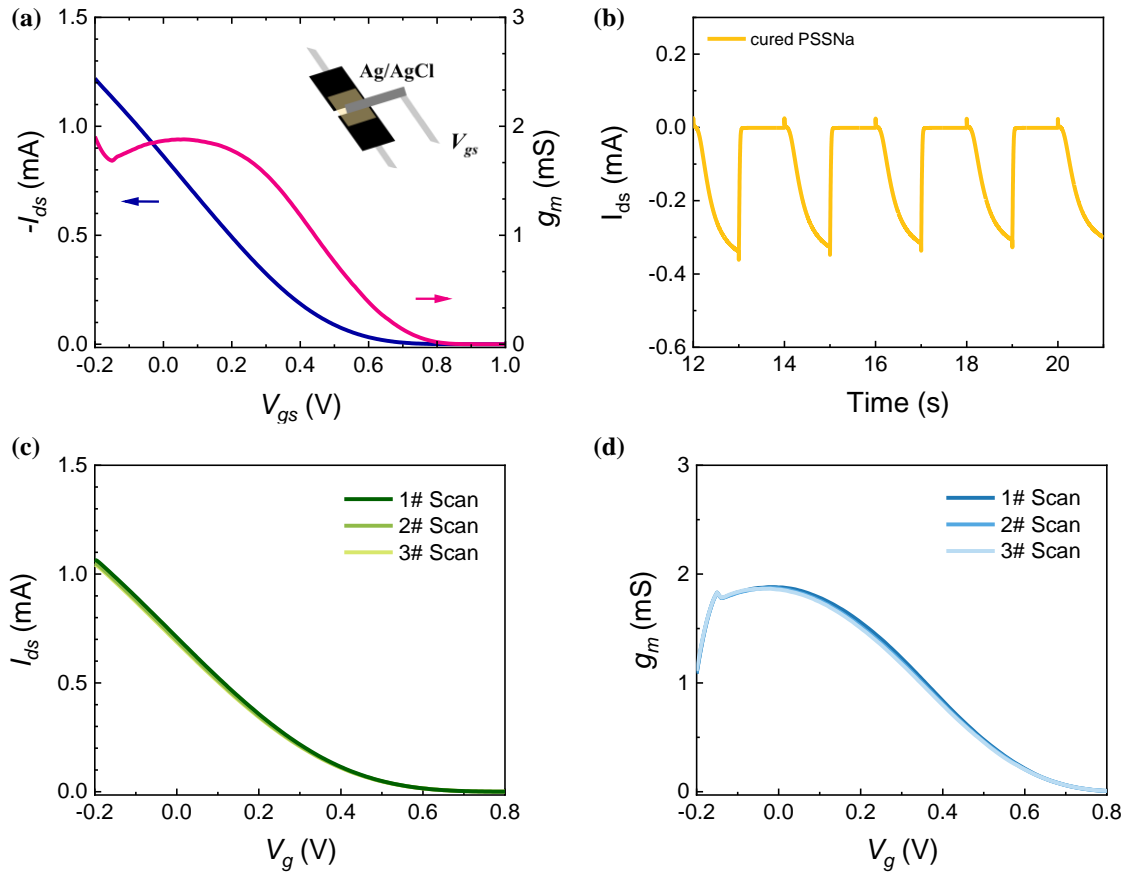 (a)
1.5
1.0
0.5
0.0
-I_ds (mA)
3
2
1
0
g_m (mS)
Ag/AgCl
V_gs
-0.2 0.0 0.2 0.4 0.6 0.8 1.0
V_gs (V)
(b)
cured PSSNa
0.2
0.0
-0.2
-0.4
-0.6
I_ds (mA)
12 14 16 18 20
Time (s)
(c)
1.5
1.0
0.5
0.0
I_ds (mA)
1# Scan
2# Scan
3# Scan
-0.2 0.0 0.2 0.4 0.6 0.8
V_g (V)
(d)
3
2
1
0
g_m (mS)
1# Scan
2# Scan
3# Scan
-0.2 0.0 0.2 0.4 0.6 0.8
V_g (V)